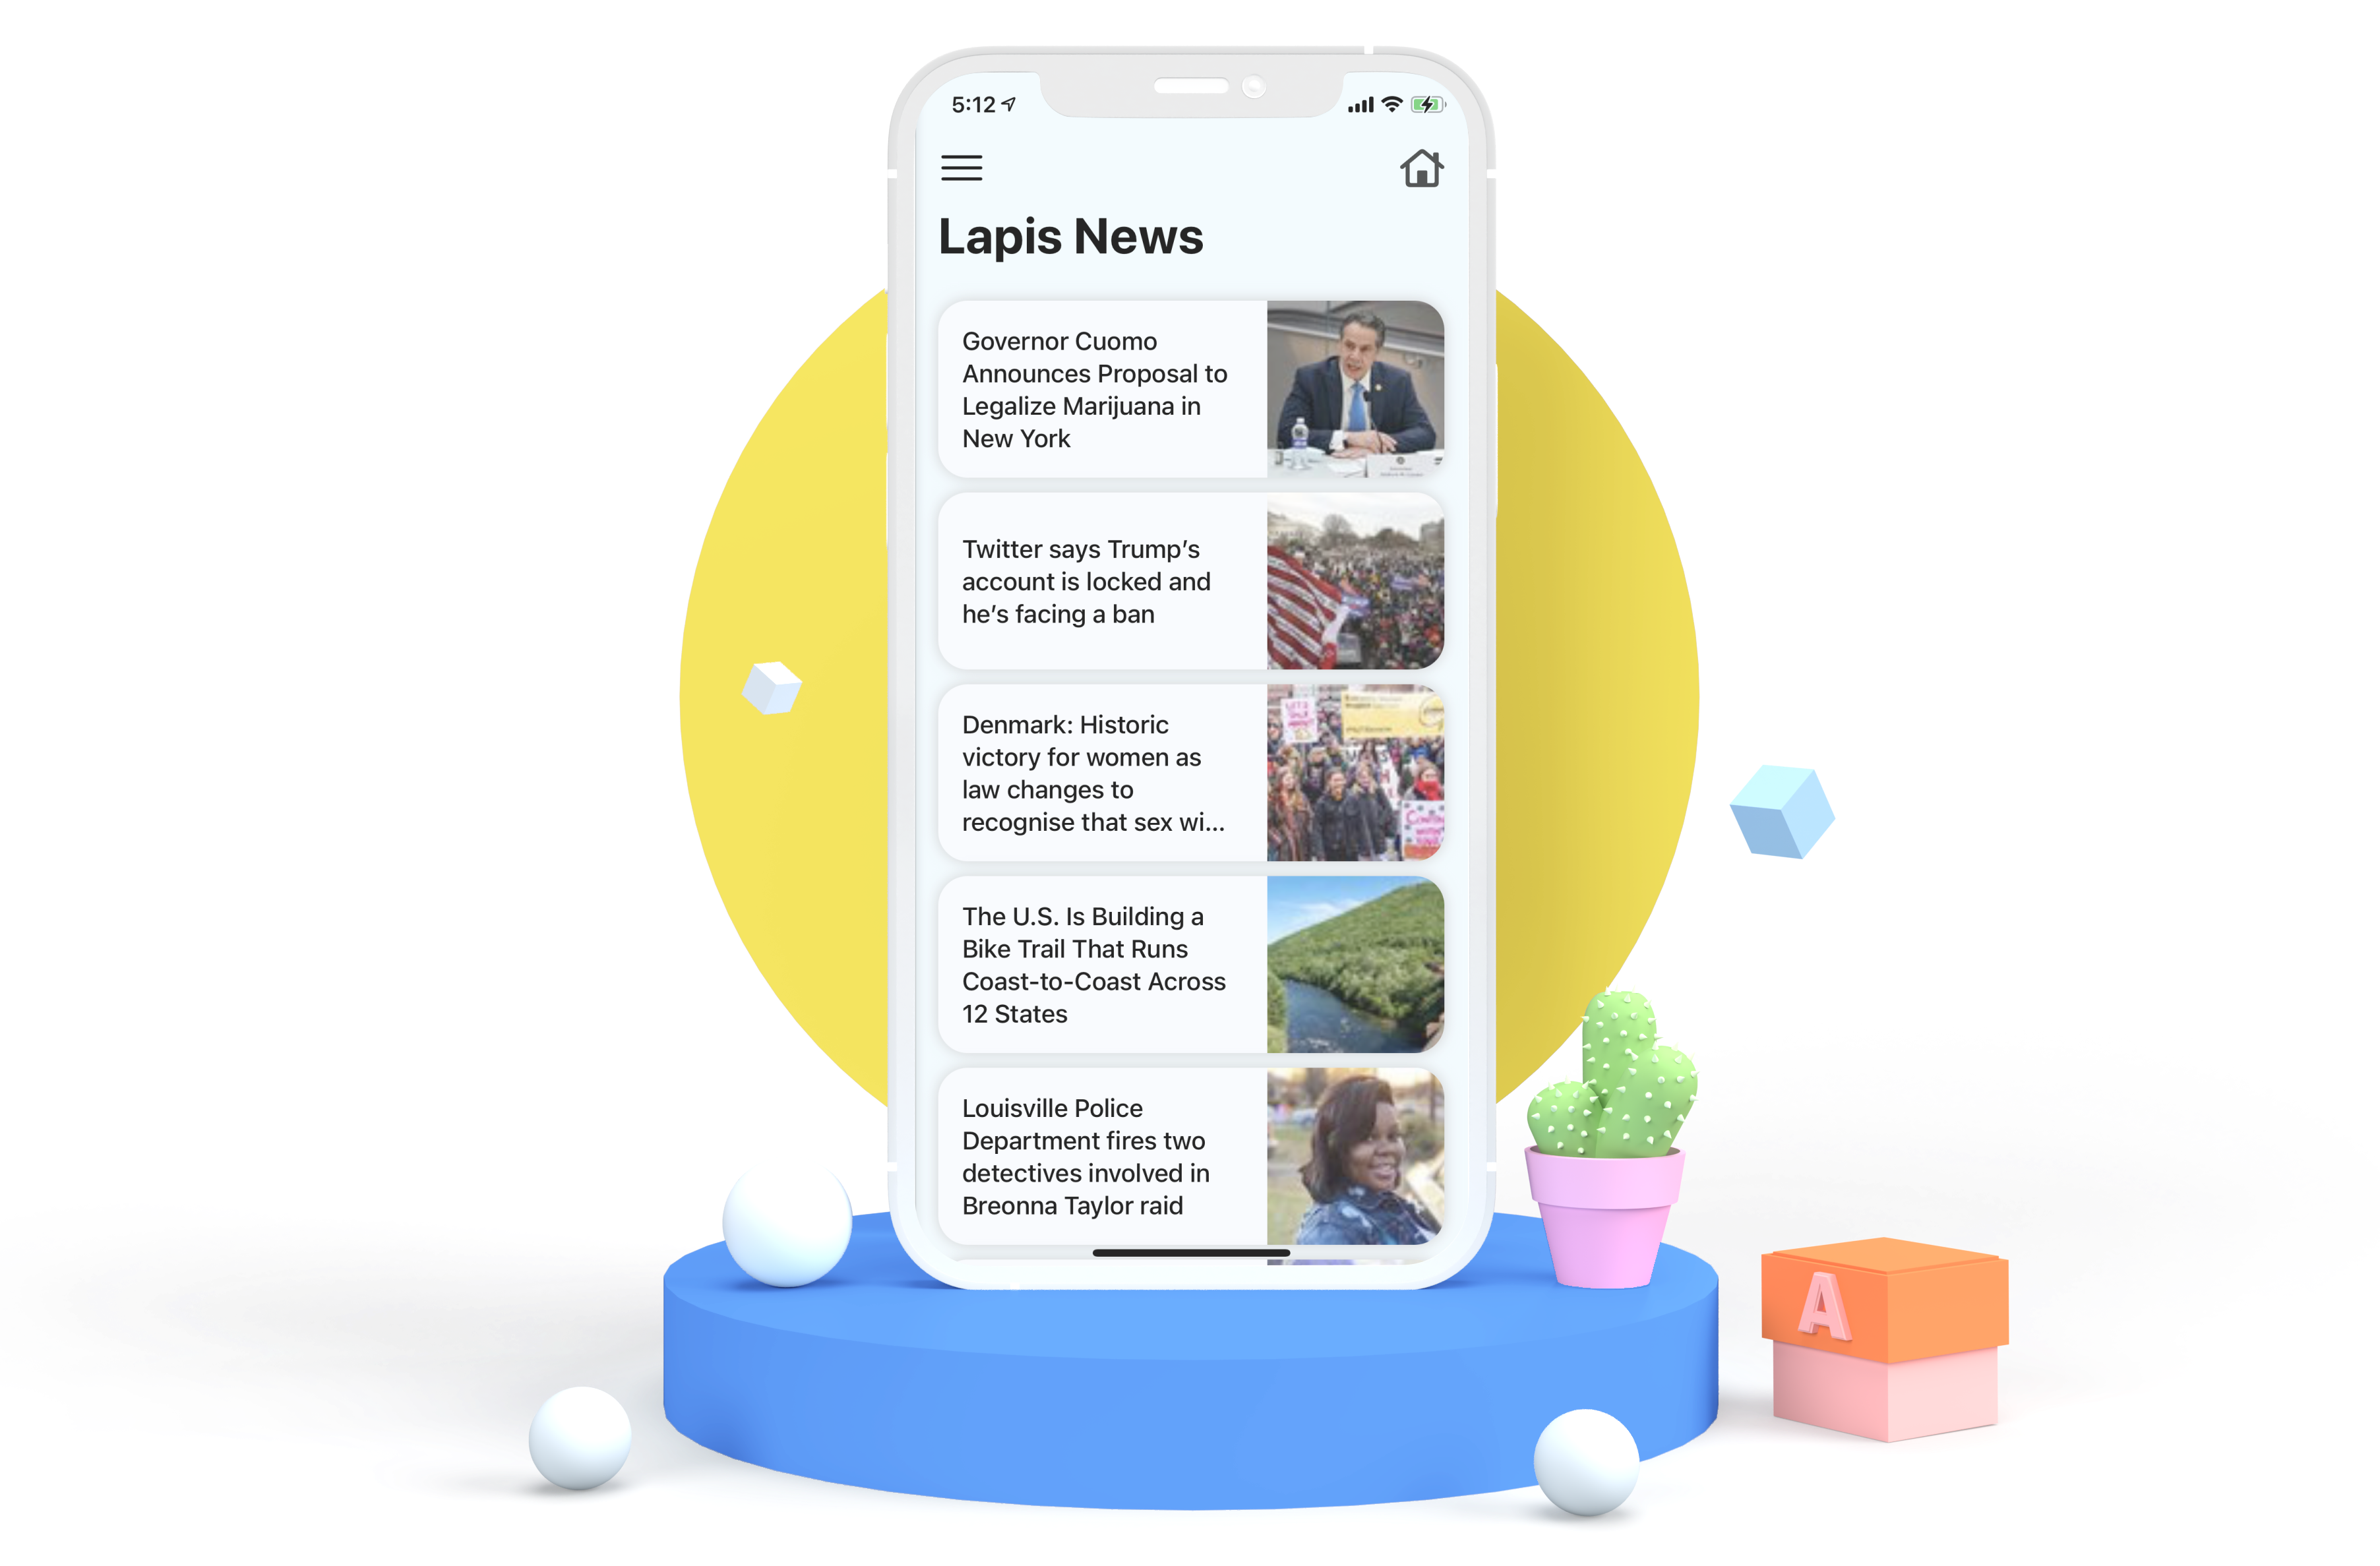 5:12
Lapis News
Governor Cuomo
Announces Proposal to
Legalize Marijuana in
New York
Twitter says Trump’s
account is locked and
he’s facing a ban
Denmark: Historic
victory for women as
law changes to
recognise that sex wi...
The U.S. Is Building a
Bike Trail That Runs
Coast-to-Coast Across
12 States
Louisville Police
Department fires two
detectives involved in
Breonna Taylor raid
A